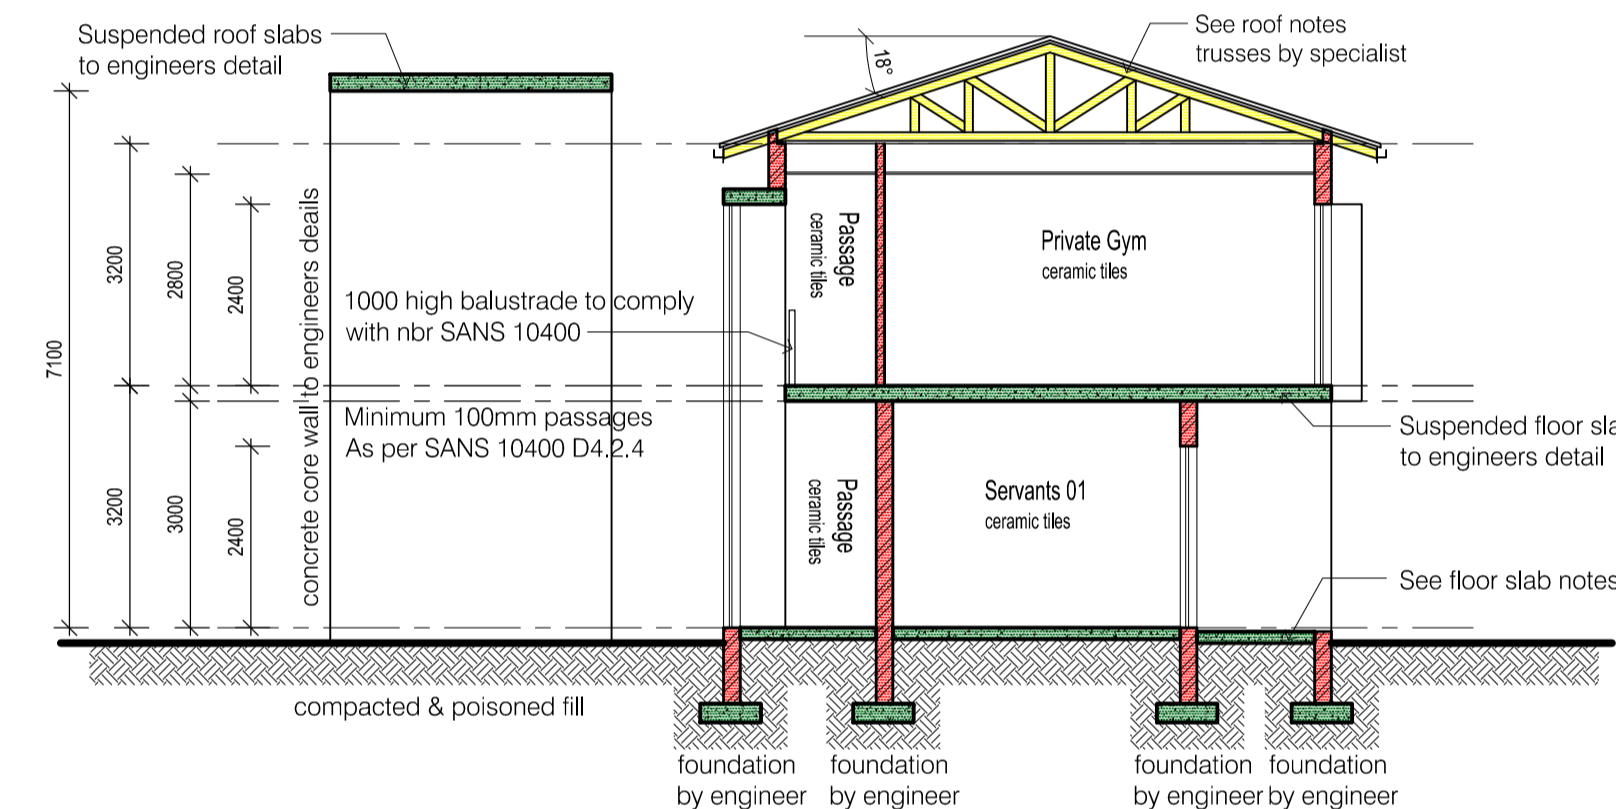 Suspended roof slabs
to engineers detail
See roof notes
trusses by specialist
18°
7100
3200
2800
2400
3200
3000
2400
concrete core wall to engineers deails
1000 high balustrade to comply
with nbr SANS 10400
Minimum 100mm passages
As per SANS 10400 D4.2.4
Passage
ceramic tiles
Private Gym
ceramic tiles
Passage
ceramic tiles
Servants 01
ceramic tiles
Suspended floor sla
to engineers detail
See floor slab notes
compacted & poisoned fill
foundation
by engineer
foundation
by engineer
foundation
by engineer
foundation
by engineer